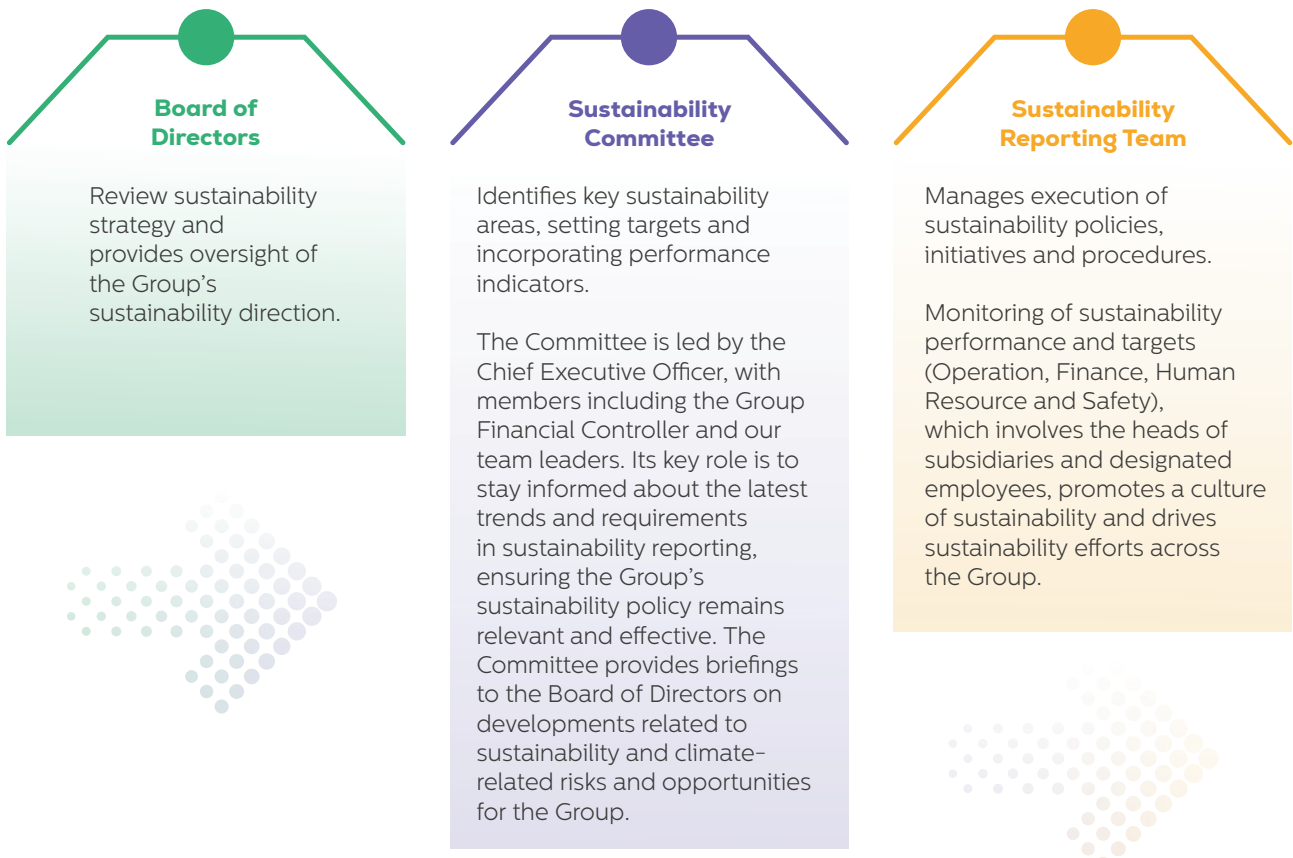 Board of
Directors
Review sustainability
strategy and
provides oversight of
the Group's
sustainability direction.
Sustainability
Committee
Identifies key sustainability
areas, setting targets and
incorporating performance
indicators.
The Committee is led by the
Chief Executive Officer, with
members including the Group
Financial Controller and our
team leaders. Its key role is to
stay informed about the latest
trends and requirements
in sustainability reporting,
ensuring the Group's
sustainability policy remains
relevant and effective. The
Committee provides briefings
to the Board of Directors on
developments related to
sustainability and climate-
related risks and opportunities
for the Group.
Sustainability
Reporting Team
Manages execution of
sustainability policies,
initiatives and procedures.
Monitoring of sustainability
performance and targets
(Operation, Finance, Human
Resource and Safety),
which involves the heads of
subsidiaries and designated
employees, promotes a culture
of sustainability and drives
sustainability efforts across
the Group.